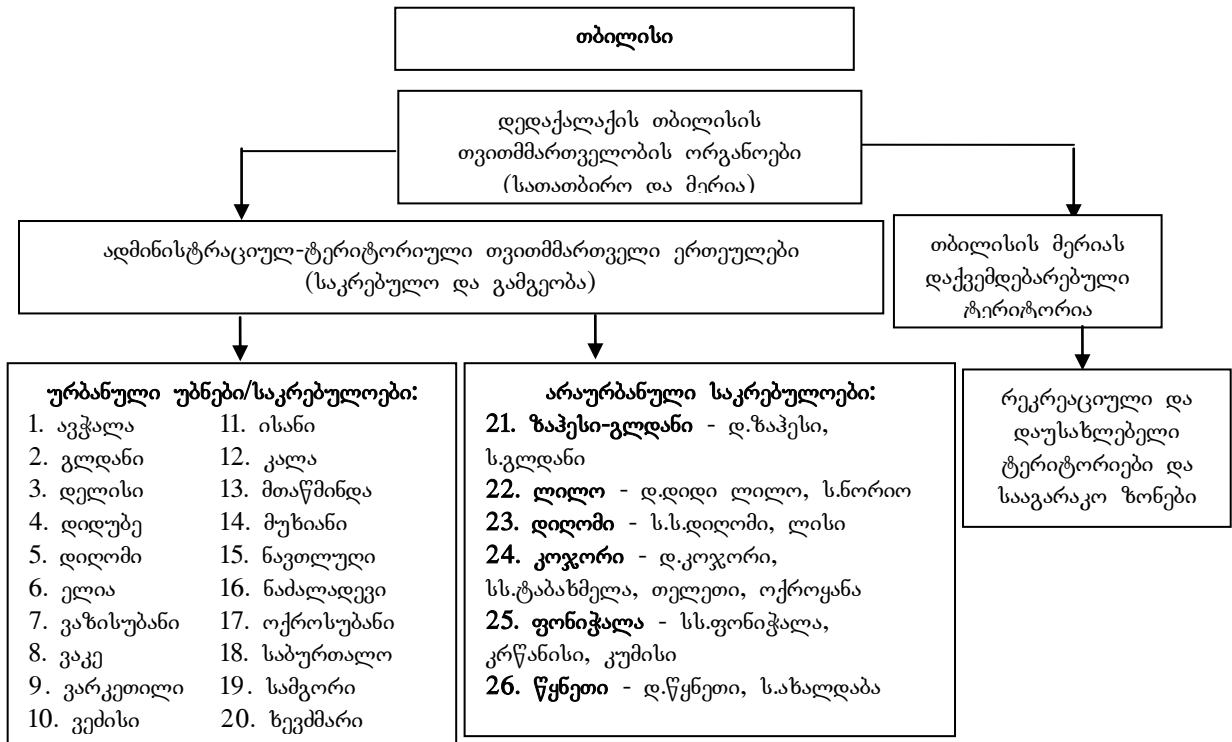 თბილისი
დედაქალაქის თბილისის
თვითმმართველობის ორგანოები
(სათათბირო და მერია)
ადმინისტრაციულ-ტერიტორიული თვითმმართველი ერთეულები
(საკრებულო და გამგეობა)
თბილისის მერიას
დაქვემდებარებული
ტერიტორია
ურბანული უბნები/საკრებულოები:
1. ავჭალა
2. გლდანი
3. დელისი
4. დიდუბე
5. დიღომი
6. ელია
7. ვაზისუბანი
8. ვაკე
9. ვარკეთილი
10. ვეძისი
11. ისანი
12. კალა
13. მთაწმინდა
14. მუხიანი
15. ნავთლუღი
16. ნაძალადევი
17. ოქროსუბანი
18. საბურთალო
19. სამგორი
20. ხევძმარი
არაურბანული საკრებულოები:
21. ზაჰესი-გლდანი - დ.ზაჰესი,
ს.გლდანი
22. ლილო - დ.დიდი ლილო, ს.ნორიო
23. დიღომი - ს.ს.დიღომი, ლისი
24. კოჯორი - დ.კოჯორი,
სს.ტაბახმელა, თელეთი, ოქროყანა
25. ფონიჭალა - სს.ფონიჭალა,
კრწანისი, კუმისი
26. წყნეთი - დ.წყნეთი, ს.ახალდაბა
რეკრეაციული და
დაუსახლებელი
ტერიტორიები და
სააგარაკო ზონები